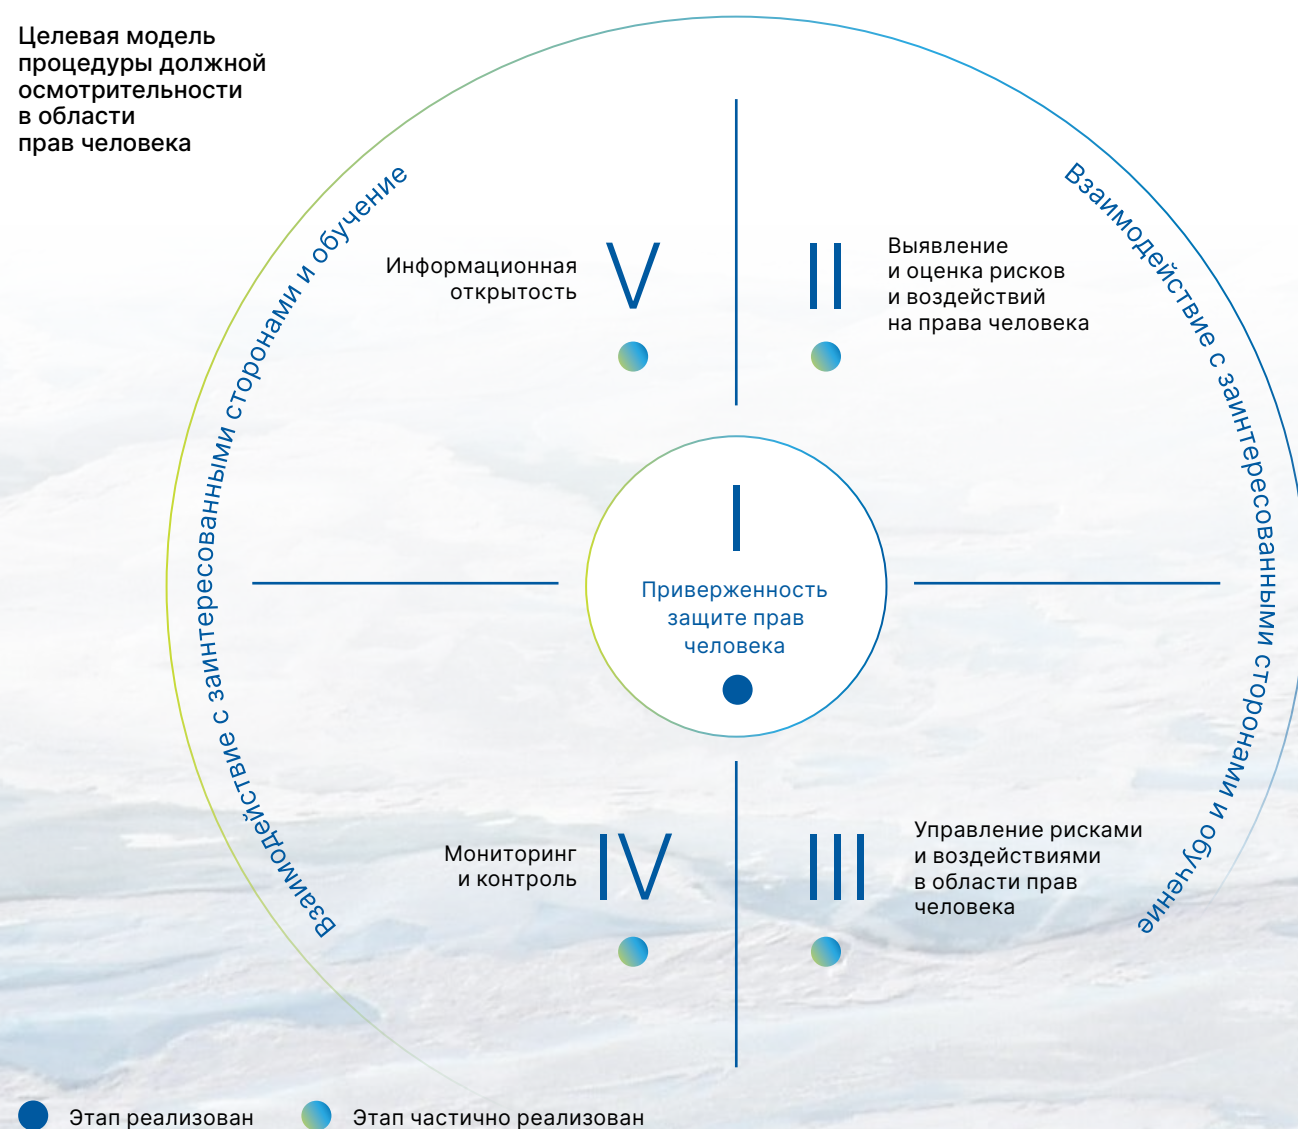 Целевая модель
процедуры должной
осмотрительности
в области
прав человека
Взаимодействие с заинтересованными сторонами и обучение
Взаимодействие с заинтересованными сторонами и обучение
Информационная
открытость
V
II
Выявление
и оценка рисков
и воздействий
на права человека
I
Приверженность
защите прав
человека
Мониторинг
и контроль
IV
III
Управление рисками
и воздействиями
в области прав
человека
Этап реализован
Этап частично реализован